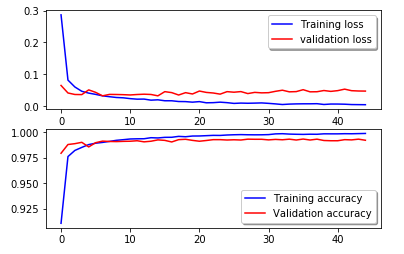 0.3
0.2
0.1
0.0
Training loss
validation loss
0 10 20 30 40
1.000
0.975
0.950
0.925
Training accuracy
Validation accuracy
0 10 20 30 40